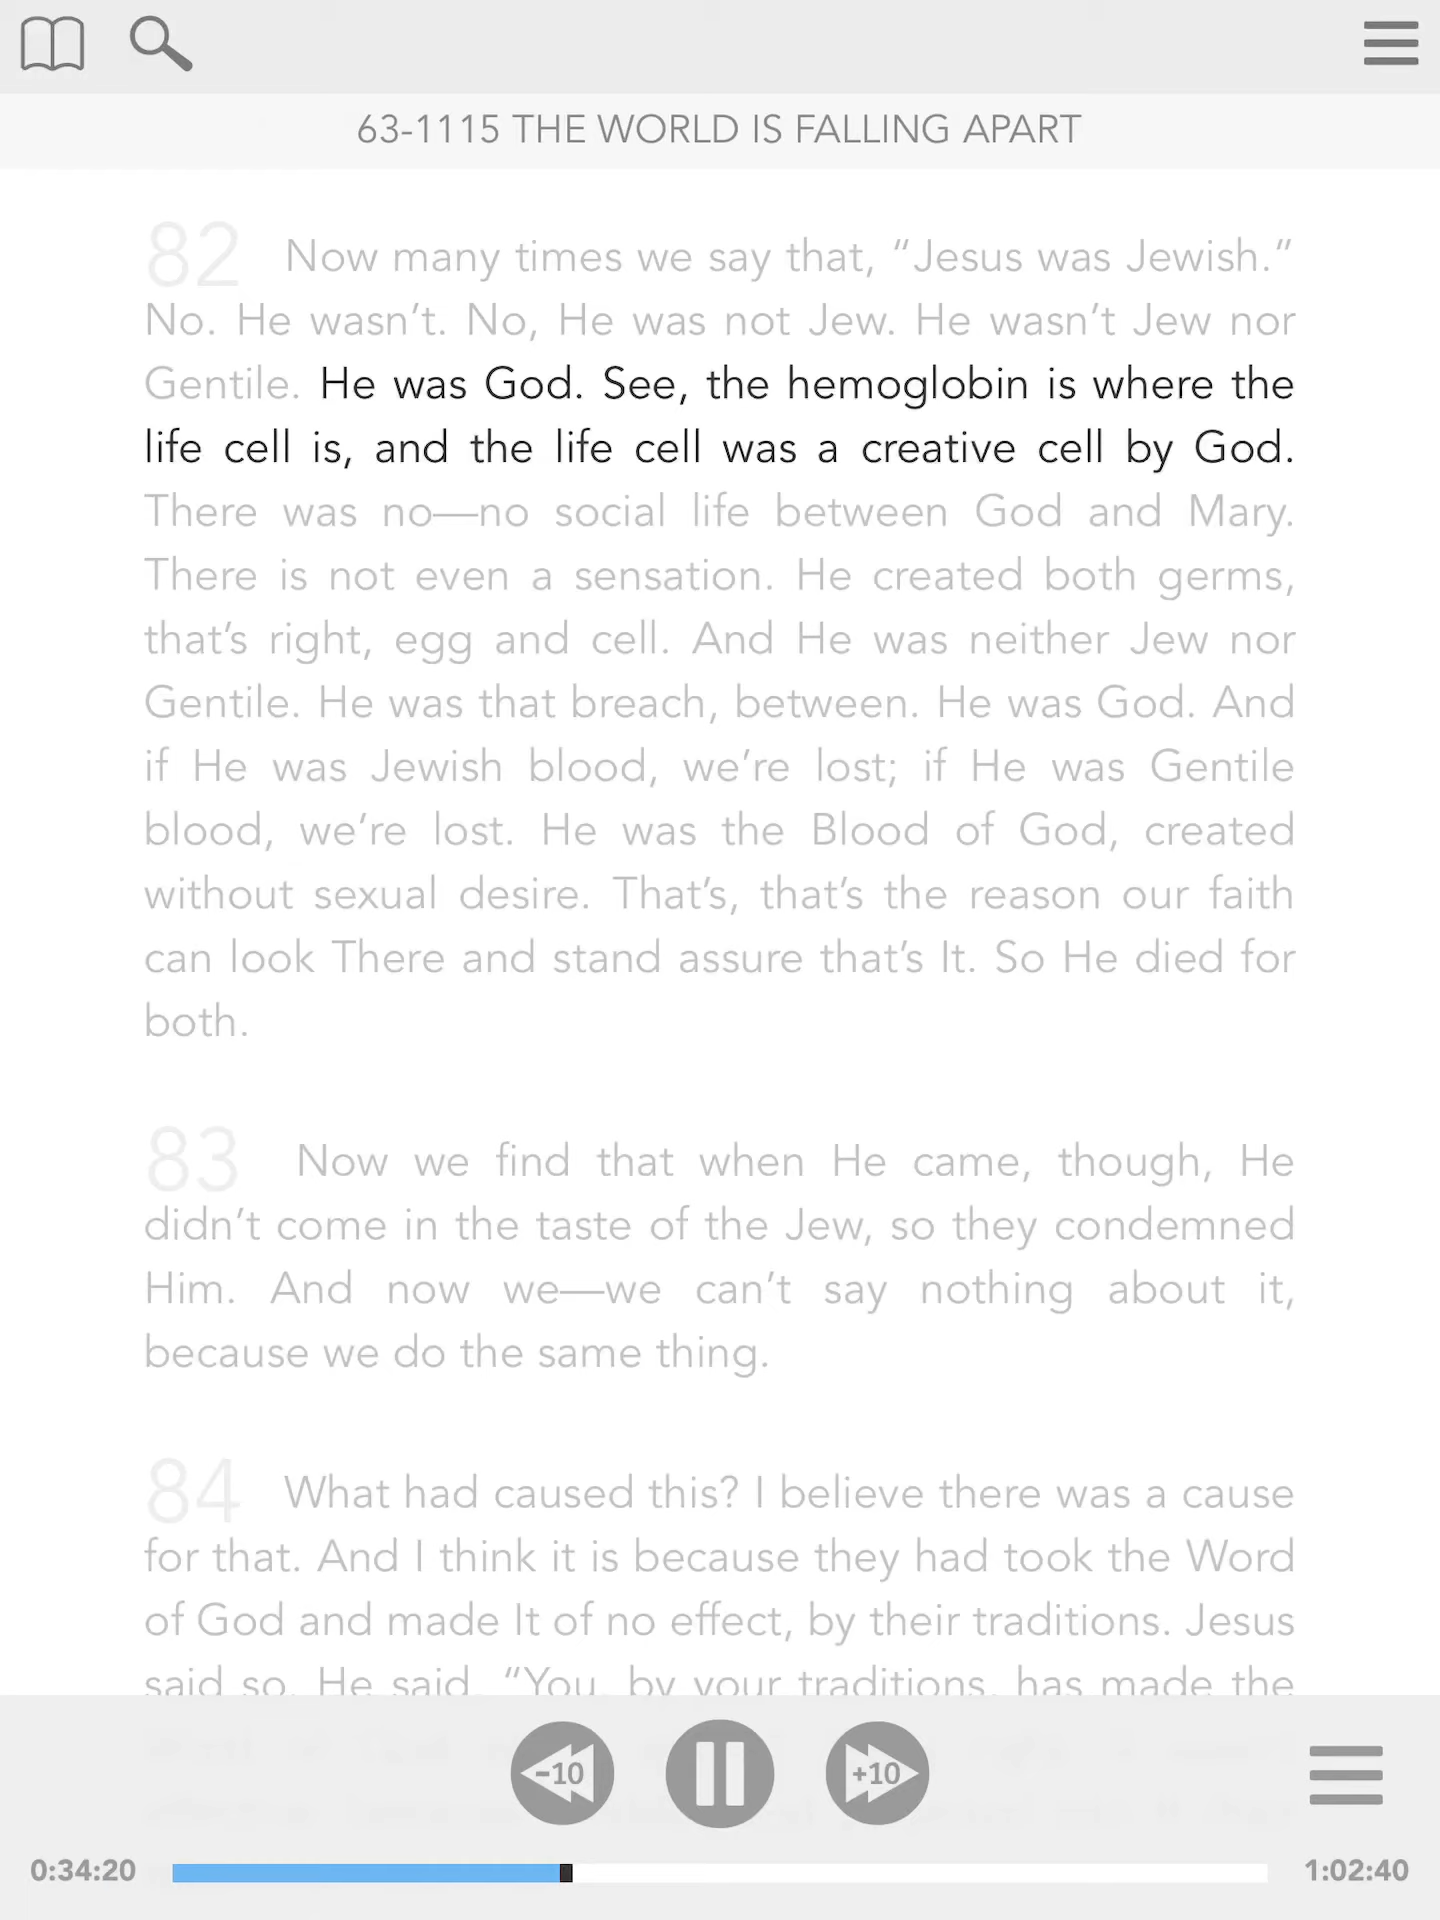 63-1115 THE WORLD IS FALLING APART
82 Now many times we say that, “Jesus was Jewish.”
No. He wasn’t. No, He was not Jew. He wasn’t Jew nor
Gentile. He was God. See, the hemoglobin is where the
life cell is, and the life cell was a creative cell by God.
There was no—no social life between God and Mary.
There is not even a sensation. He created both germs,
that’s right, egg and cell. And He was neither Jew nor
Gentile. He was that breach, between. He was God. And
if He was Jewish blood, we’re lost; if He was Gentile
blood, we’re lost. He was the Blood of God, created
without sexual desire. That’s, that’s the reason our faith
can look There and stand assure that’s It. So He died for
both.
83 Now we find that when He came, though, He
didn’t come in the taste of the Jew, so they condemned
Him. And now we—we can’t say nothing about it,
because we do the same thing.
84 What had caused this? I believe there was a cause
for that. And I think it is because they had took the Word
of God and made It of no effect, by their traditions. Jesus
said so. He said, “You, by your traditions, has made the
-10 +10
0:34:20 1:02:40